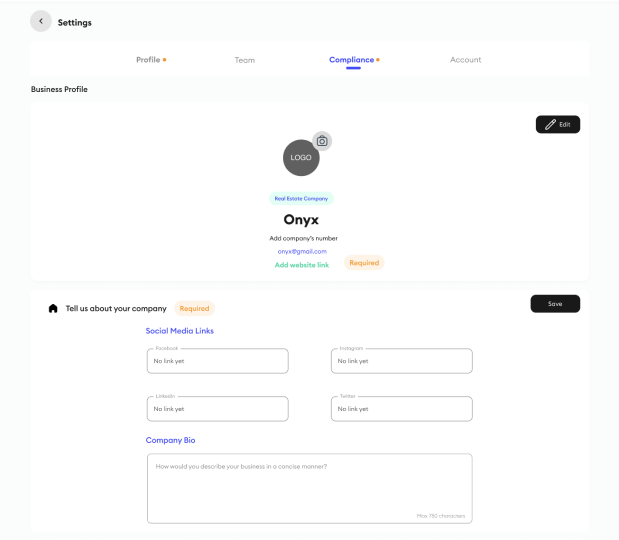 Settings
Profile Team Compliance Account
Business Profile
Edit
LOGO
Real Estate Company
Onyx
Add company's number
onyx@gmail.com
Add website link Required
Tell us about your company Required Save
Social Media Links
Facebook Instagram
No link yet No link yet
LinkedIn Twitter
No link yet No link yet
Company Bio
How would you describe your business in a concise manner?
Max 750 characters